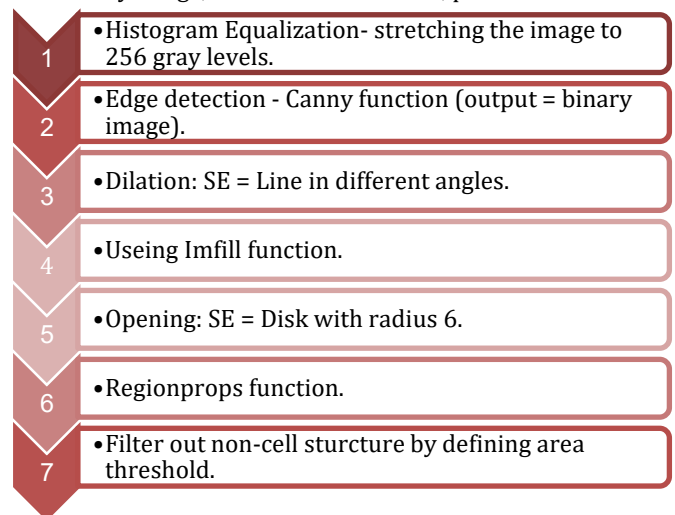 1
•Histogram Equalization- stretching the image to
256 gray levels.
2
•Edge detection - Canny function (output = binary
image).
3
•Dilation: SE = Line in different angles.
4
•Useing Imfill function.
5
•Opening: SE = Disk with radius 6.
6
•Regionprops function.
7
•Filter out non-cell sturcture by defining area
threshold.